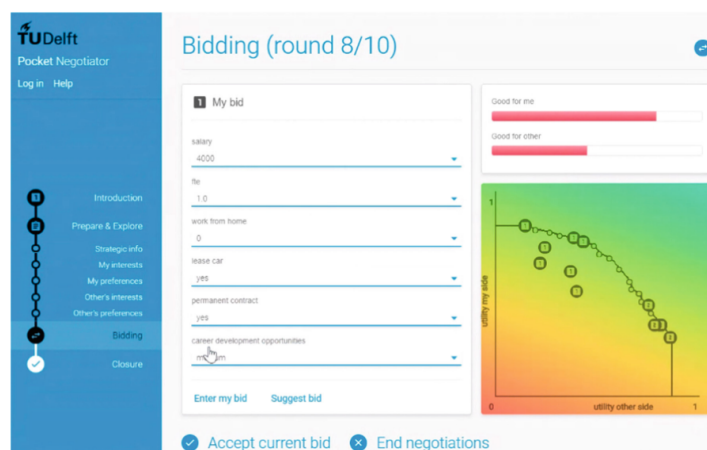 TUDelft
Pocket Negotiator
Log in Help
Introduction
Prepare & Explore
Strategic info
My interests
My preferences
Other's interests
Other's preferences
Bidding
Closure
Bidding (round 8/10)
1 My bid
salary
4000
fte
1.0
work from home
0
lease car
yes
permanent contract
yes
career development opportunities
Enter my bid Suggest bid
Accept current bid End negotiations
Good for me
Good for other
1
utility my side
0 utility other side 1